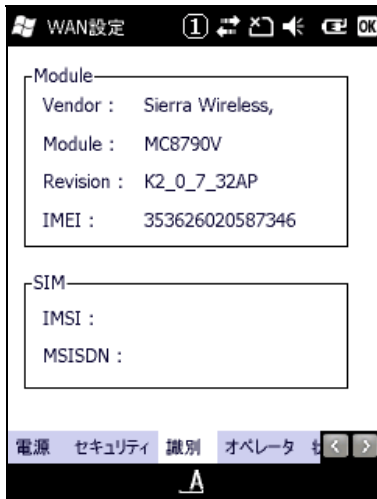 WAN設定 1 OK
Module
Vendor : Sierra Wireless,
Module : MC8790V
Revision : K2_0_7_32AP
IMEI : 353626020587346
SIM
IMSI :
MSISDN :
電源 セキュリティ 識別 オペレータ
A